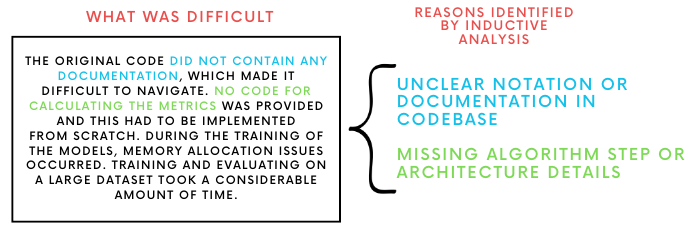 WHAT WAS DIFFICULT
THE ORIGINAL CODE DID NOT CONTAIN ANY
DOCUMENTATION, WHICH MADE IT
DIFFICULT TO NAVIGATE. NO CODE FOR
CALCULATING THE METRICS WAS PROVIDED
AND THIS HAD TO BE IMPLEMENTED
FROM SCRATCH. DURING THE TRAINING OF
THE MODELS, MEMORY ALLOCATION ISSUES
OCCURRED. TRAINING AND EVALUATING ON
A LARGE DATASET TOOK A CONSIDERABLE
AMOUNT OF TIME.
REASONS IDENTIFIED
BY INDUCTIVE
ANALYSIS
UNCLEAR NOTATION OR
DOCUMENTATION IN
CODEBASE
MISSING ALGORITHM STEP OR
ARCHITECTURE DETAILS